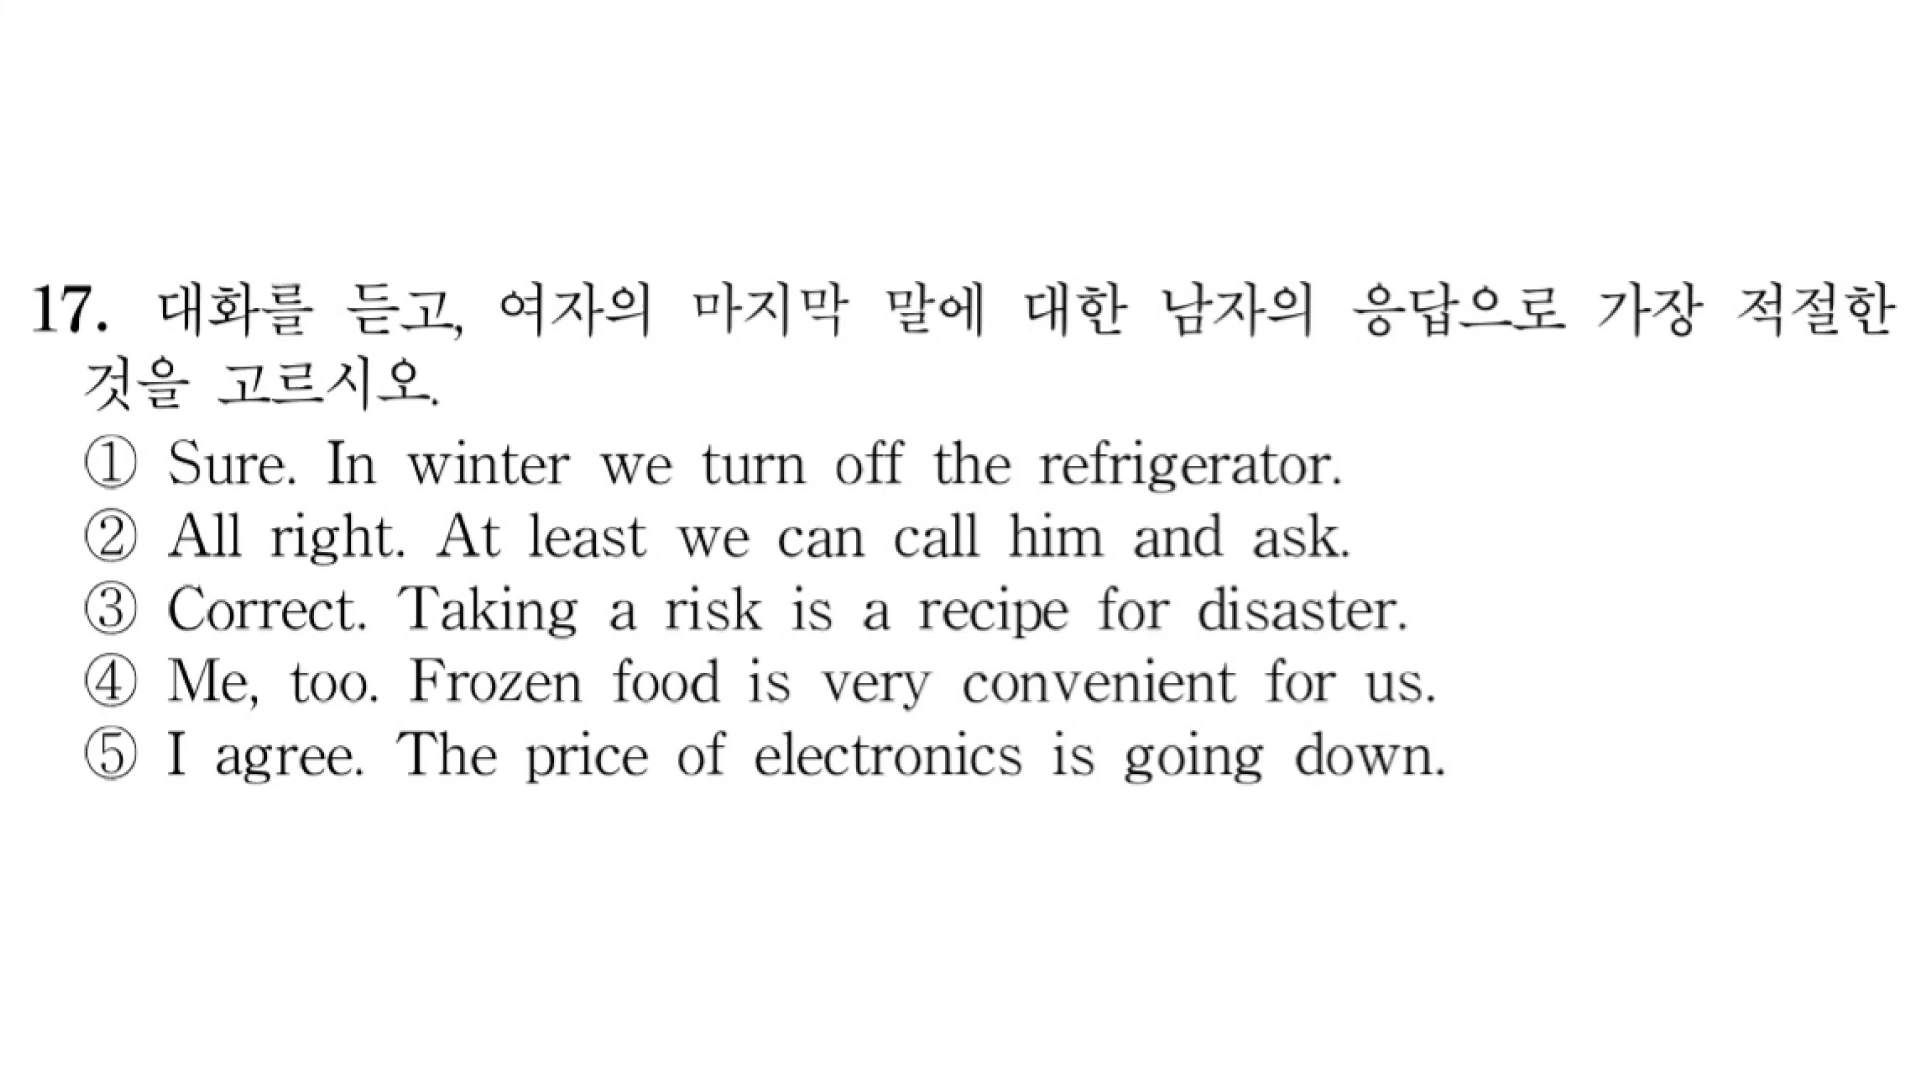 17. 대화를 듣고, 여자의 마지막 말에 대한 남자의 응답으로 가장 적절한
것을 고르시오.
① Sure. In winter we turn off the refrigerator.
② All right. At least we can call him and ask.
③ Correct. Taking a risk is a recipe for disaster.
④ Me, too. Frozen food is very convenient for us.
⑤ I agree. The price of electronics is going down.